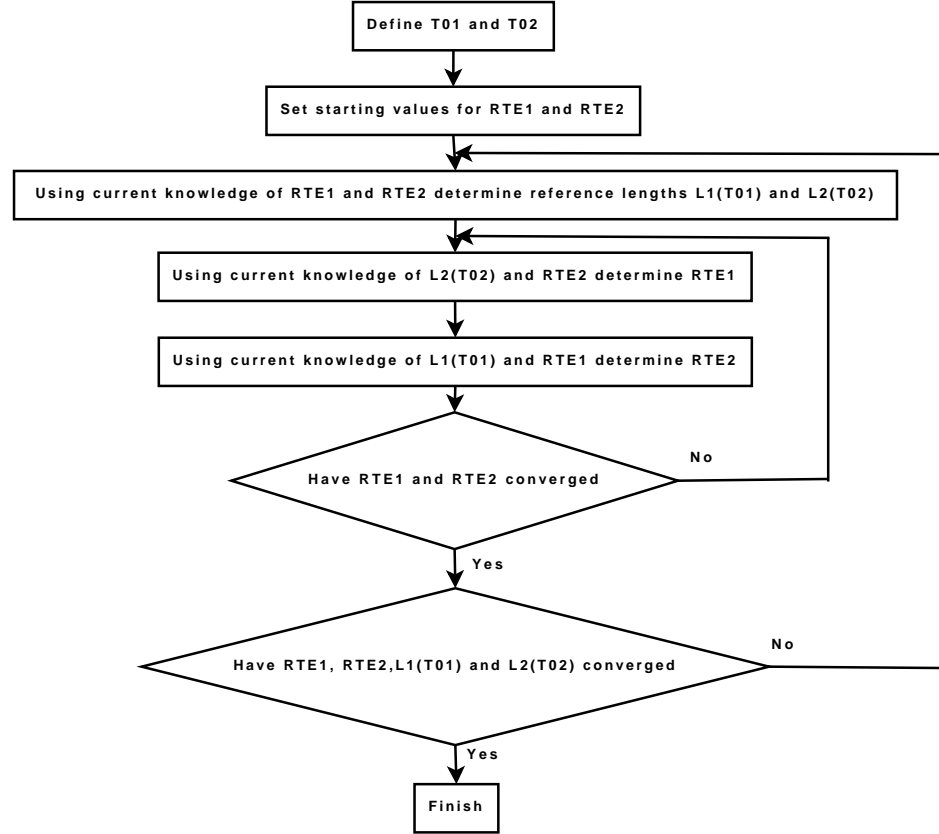 Define T01 and T02
Set starting values for RTE1 and RTE2
Using current knowledge of RTE1 and RTE2 determine reference lengths L1(T01) and L2(T02)
Using current knowledge of L2(T02) and RTE2 determine RTE1
Using current knowledge of L1(T01) and RTE1 determine RTE2
Have RTE1 and RTE2 converged
No
Yes
Have RTE1, RTE2,L1(T01) and L2(T02) converged
No
Yes
Finish